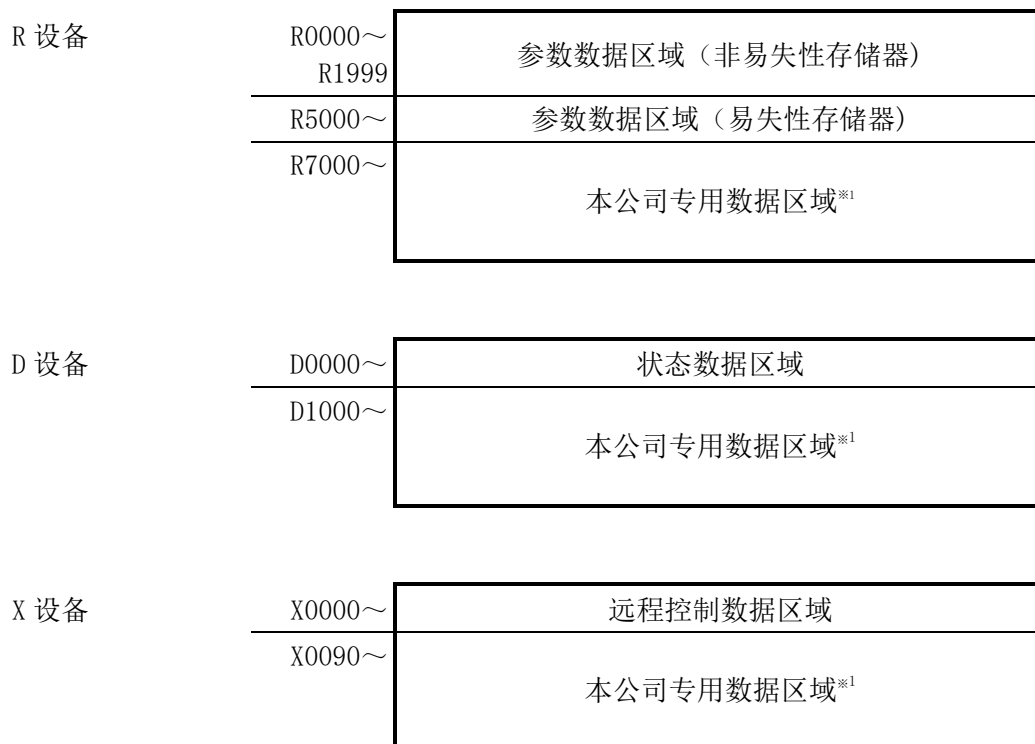 R 设备
R0000～
R1999
参数数据区域（非易失性存储器）
R5000～
参数数据区域（易失性存储器）
R7000～
本公司专用数据区域※1
D 设备
D0000～
状态数据区域
D1000～
本公司专用数据区域※1
X 设备
X0000～
远程控制数据区域
X0090～
本公司专用数据区域※1